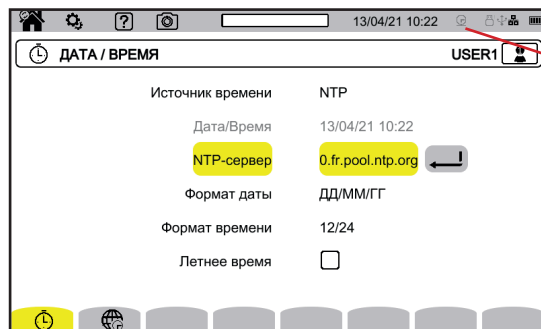 13/04/21 10:22
ДАТА / ВРЕМЯ USER1
Источник времени NTP
Дата/Время 13/04/21 10:22
NTP-сервер 0.fr.pool.ntp.org
Формат даты ДД/ММ/ГГ
Формат времени 12/24
Летнее время